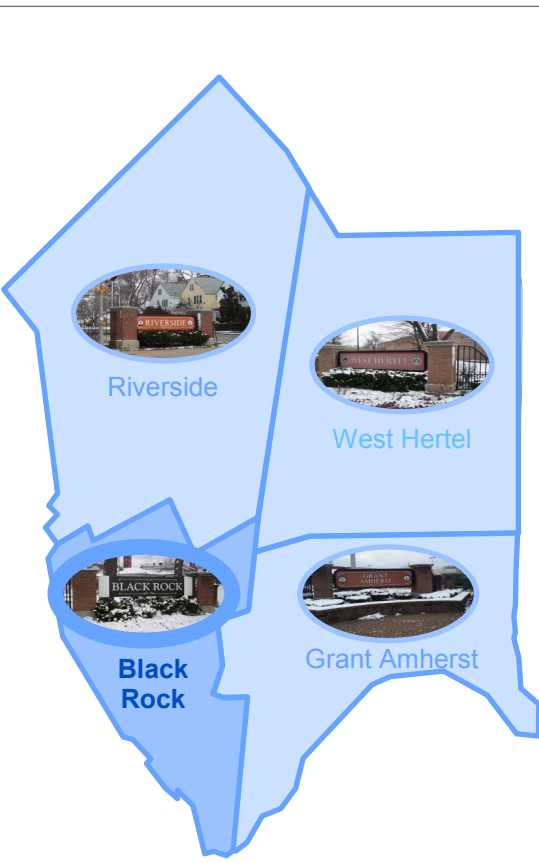 RIVERSIDE
Riverside
WEST HERTEL
West Hertel
BLACK ROCK
Black
Rock
GRANT
AMHERST
Grant Amherst